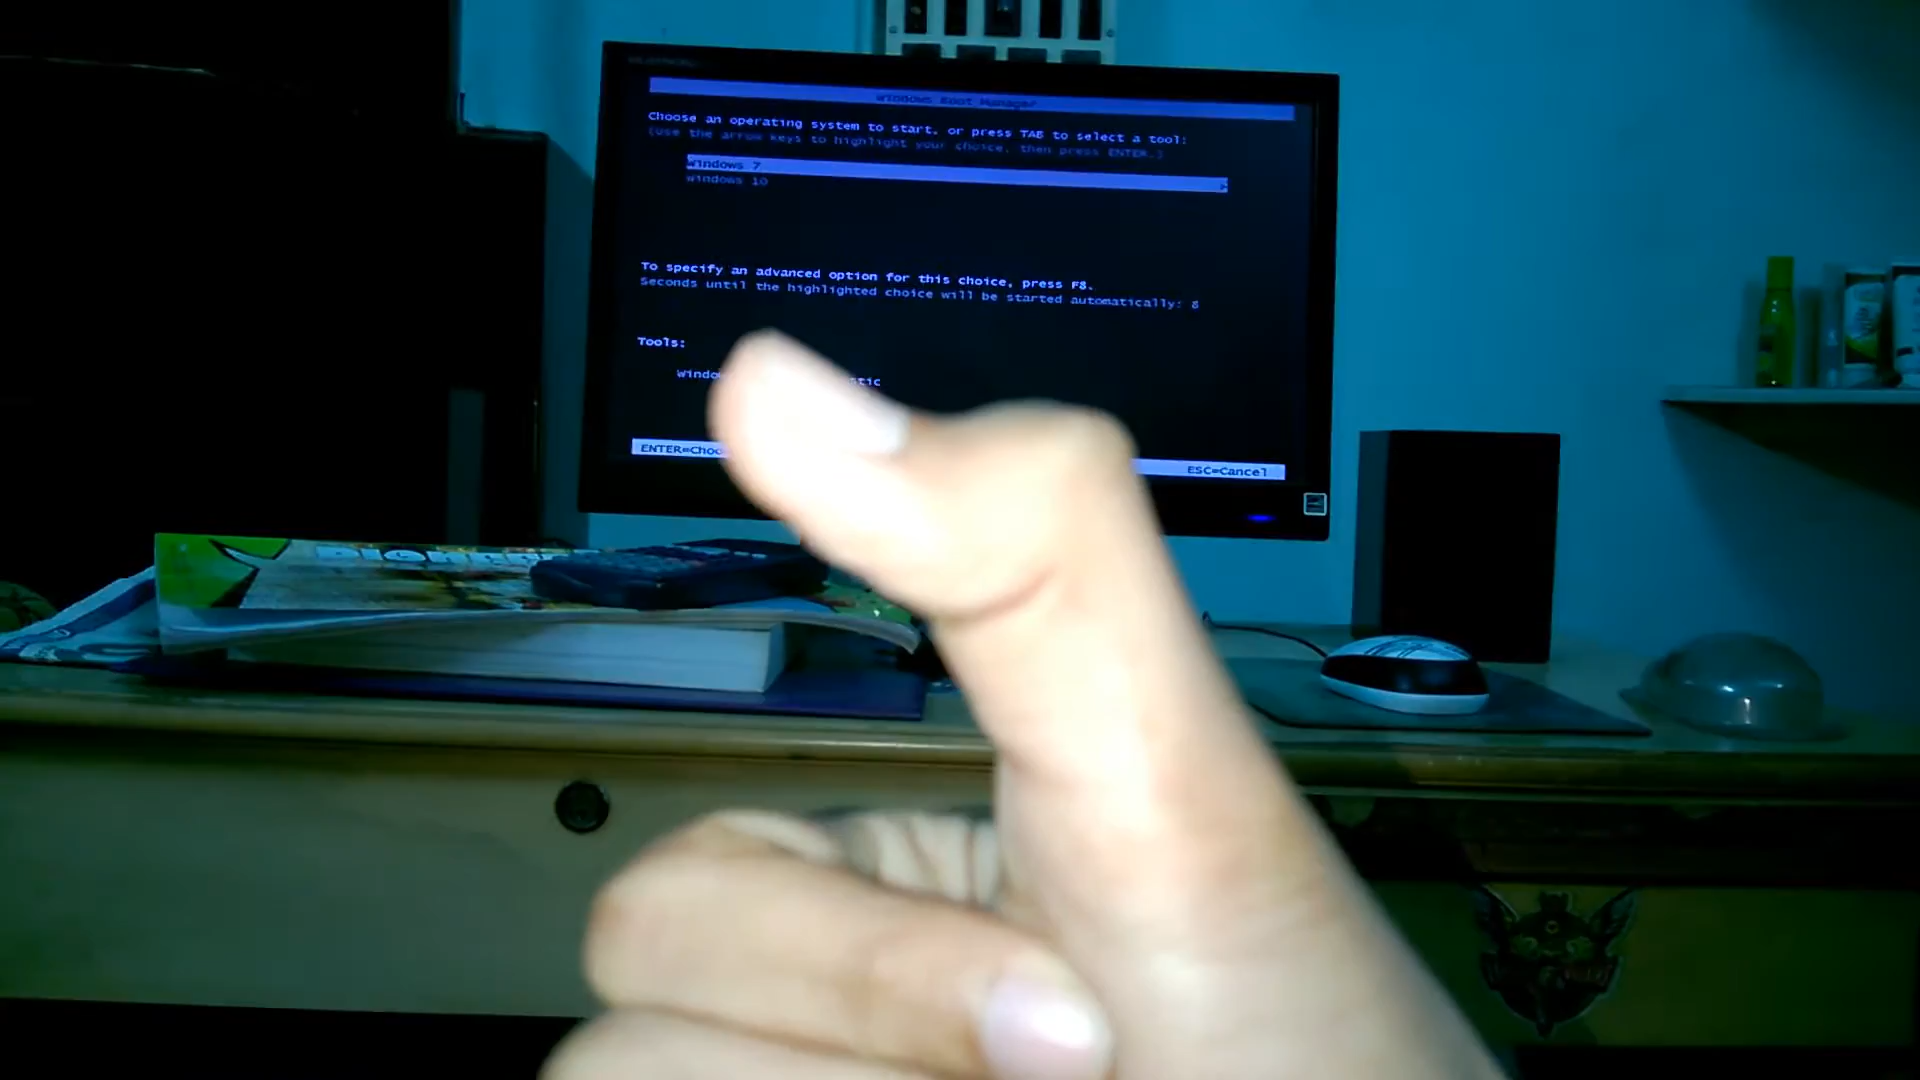 Windows Boot Manager
Choose an operating system to start, or press TAB to select a tool:
(Use the arrow keys to highlight your choice, then press ENTER.)
Windows 7
Windows 10
To specify an advanced option for this choice, press F8.
Seconds until the highlighted choice will be started automatically: 8
Tools:
ESC=Cancel